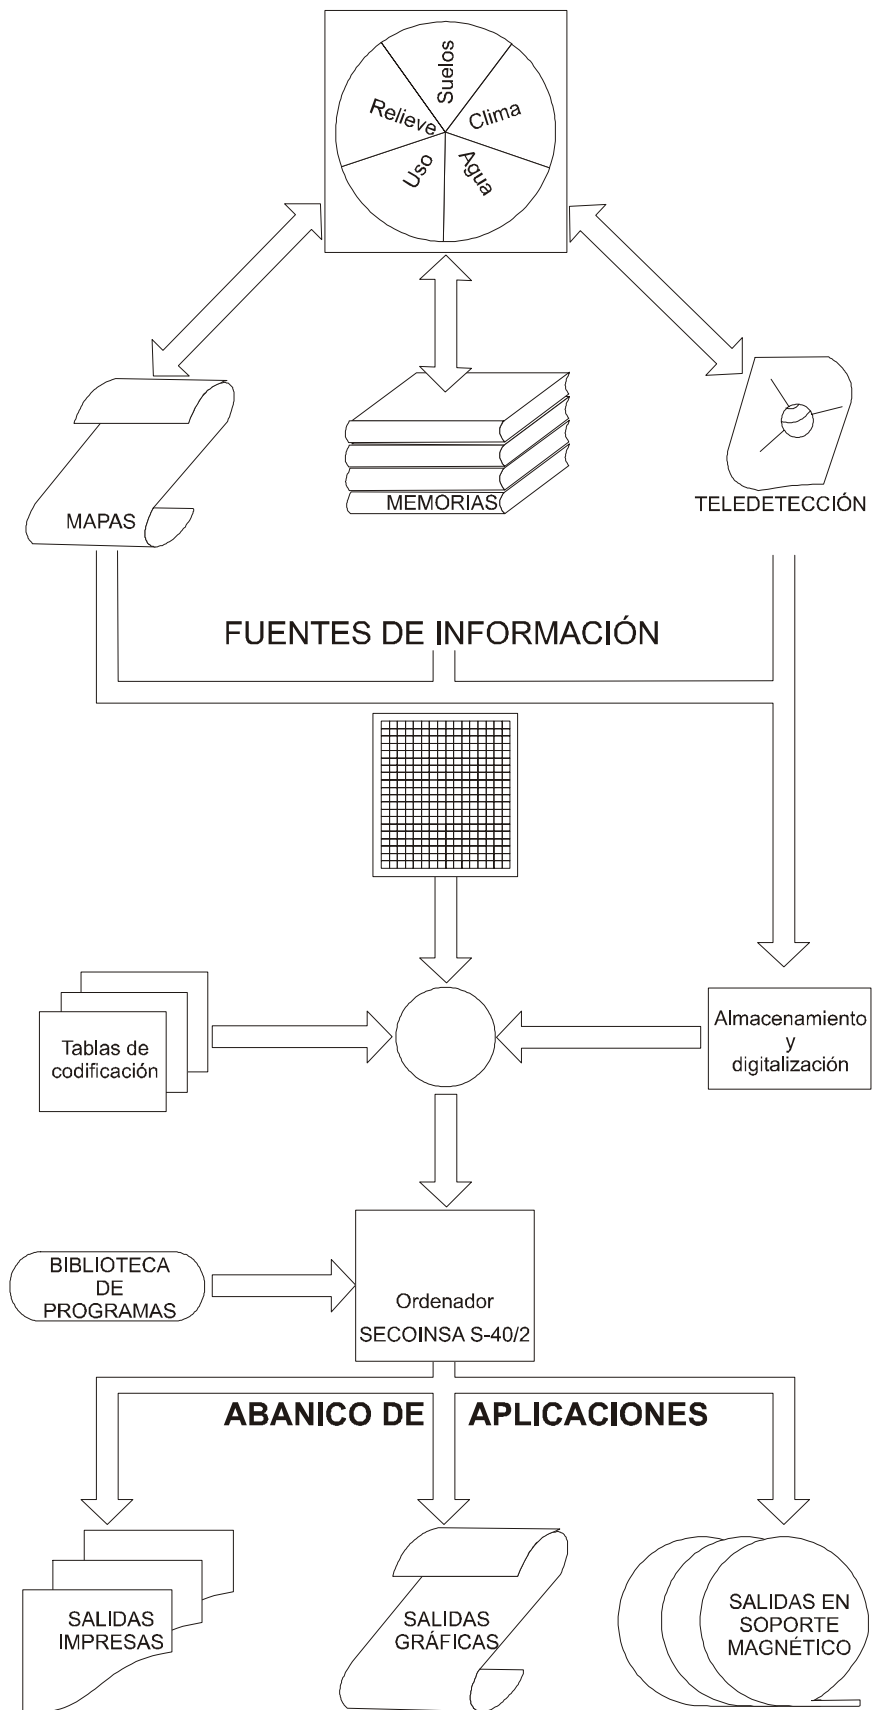 Suelos
Relieve
Clima
Uso
Agua
MAPAS
MEMORIAS
TELEDETECCIÓN
FUENTES DE INFORMACIÓN
Tablas de
codificación
Almacenamiento
y
digitalización
BIBLIOTECA
DE
PROGRAMAS
Ordenador
SECOINSA S-40/2
ABANICO DE APLICACIONES
SALIDAS
IMPRESAS
SALIDAS
GRÁFICAS
SALIDAS EN
SOPORTE
MAGNÉTICO